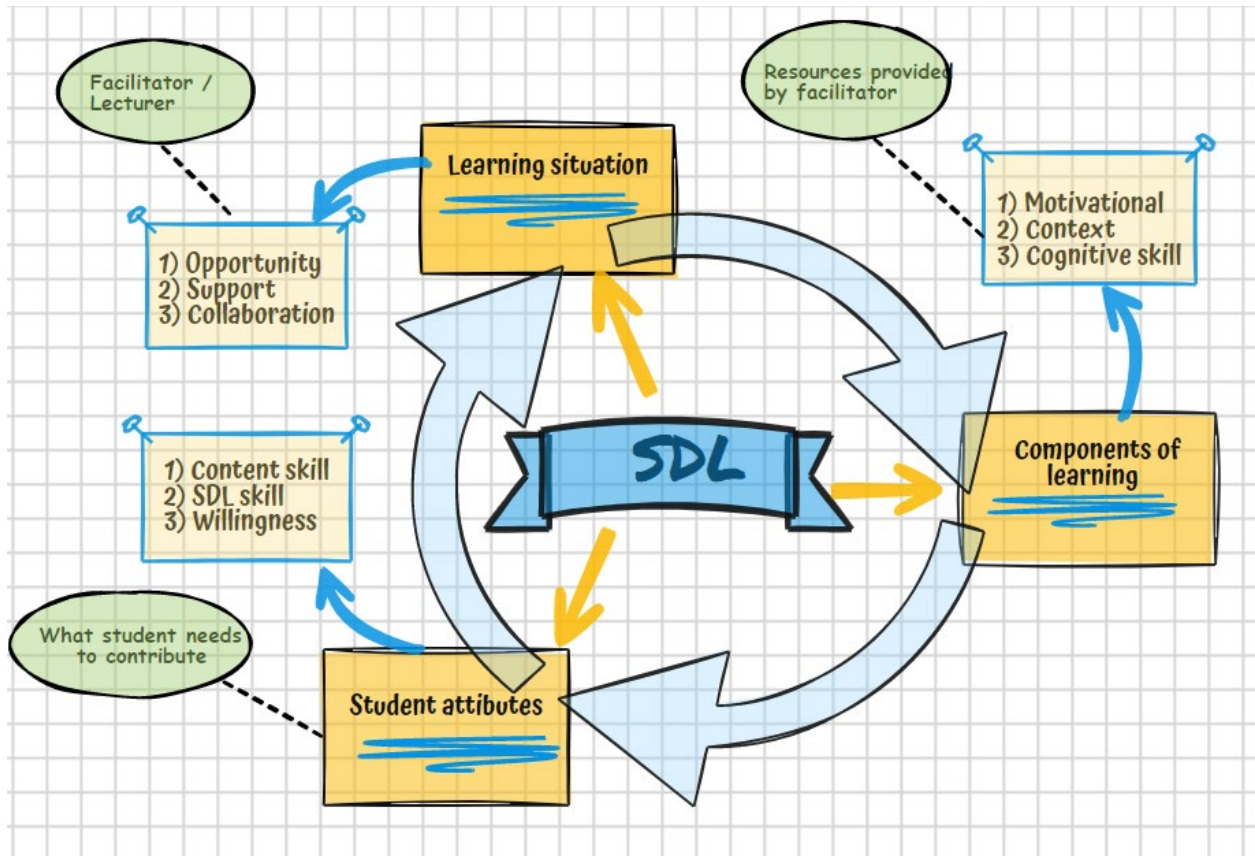 Facilitator /
Lecturer
Resources provided
by facilitator
Learning situation
1) Motivational
2) Context
3) Cognitive skill
1) Opportunity
2) Support
3) Collaboration
SDL
Components of
learning
1) Content skill
2) SDL skill
3) Willingness
What student needs
to contribute
Student attibutes